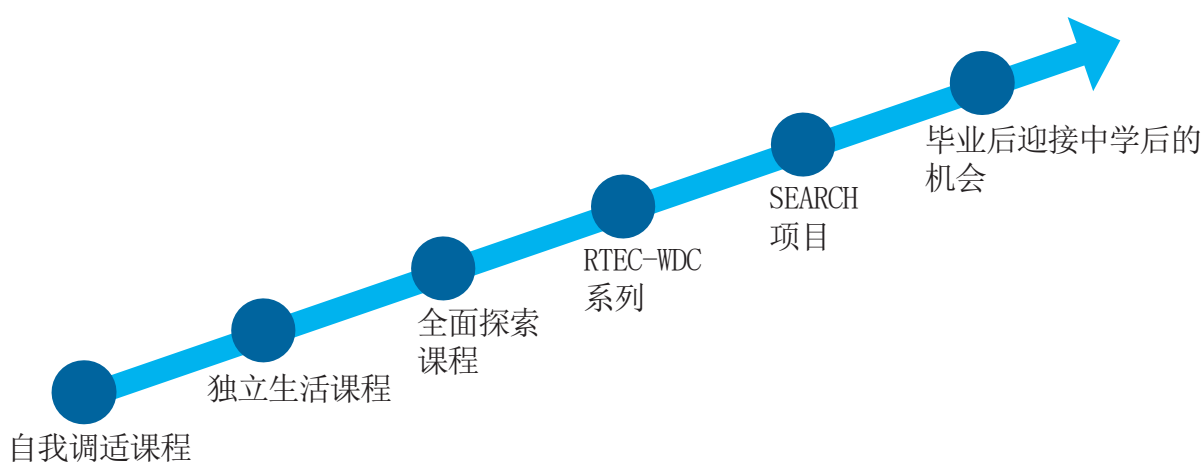 自我调适课程
独立生活课程
全面探索
课程
RTEC-WDC
系列
SEARCH
项目
毕业后迎接中学后的
机会